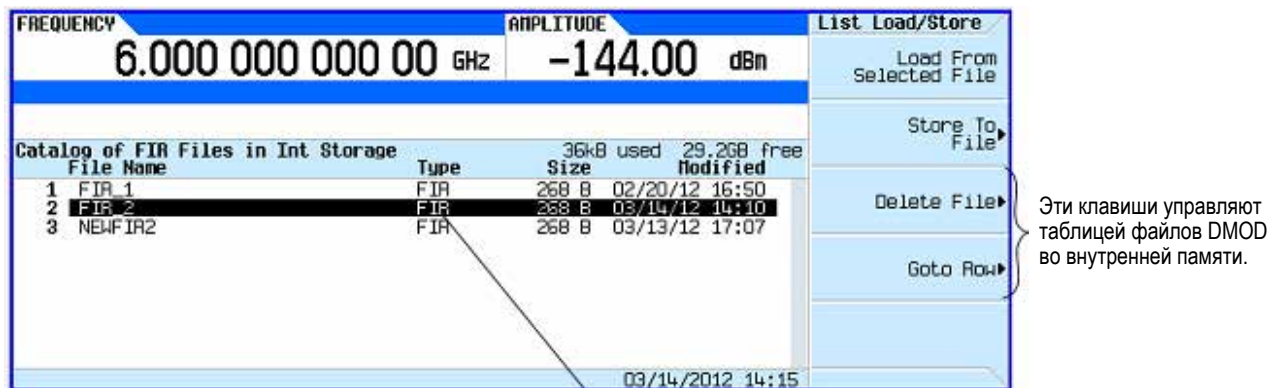 FREQUENCY
6.000 000 000 00 GHz
AMPLITUDE
-144.00 dBm
List Load/Store
Load From
Selected File
Store To
File
Delete File
Goto Row
Catalog of FIR Files in Int Storage 36kB used 29.2GB free
File Name Type Size Modified
1 FIR_1 FIR 268 B 02/20/12 16:50
2 FIR_2 FIR 268 B 03/14/12 14:10
3 NEWFIR2 FIR 268 B 03/13/12 17:07
03/14/2012 14:15
Эти клавиши управляют
таблицей файлов DMOD
во внутренней памяти.